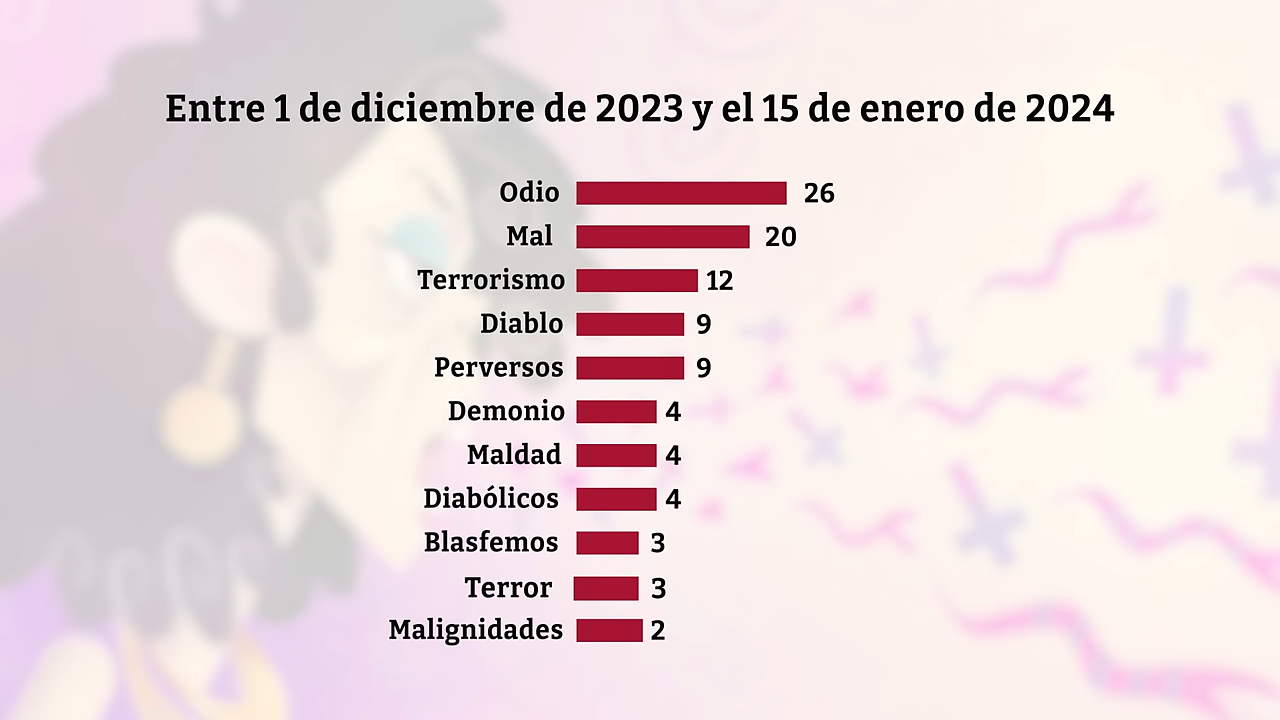 Entre 1 de diciembre de 2023 y el 15 de enero de 2024
Odio 26
Mal 20
Terrorismo 12
Diablo 9
Perversos 9
Demonio 4
Maldad 4
Diabólicos 4
Blasfemos 3
Terror 3
Malignidades 2